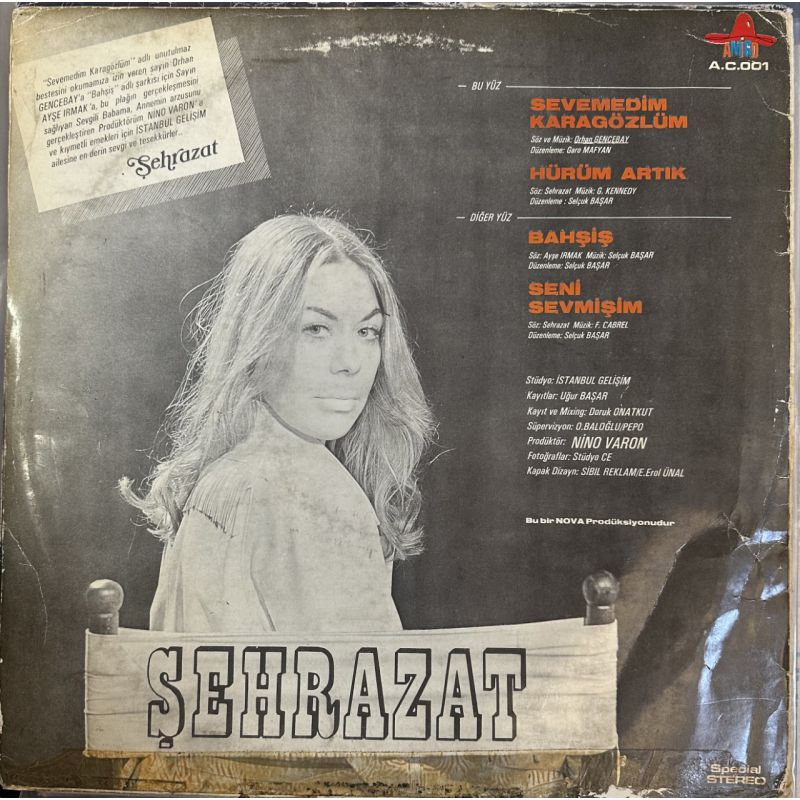 "Sevemedim Karagözlüm" adlı unutulmaz
bestesini okumamıza izin veren sayın Orhan
GENCEBAY'a "Bahşiş" adlı şarkısı için Sayın
AYŞE IRMAK'a, bu plağın gerçekleşmesini
sağlıyan Sevgili Babama, Annemin arzusunu
gerçekleştiren Prodüktörüm NINO VARON'a
ve kıymetli emekleri için İSTANBUL GELİŞİM
ailesine en derin sevgi ve teşekkürler..
Şehrazat
AMİGO
A.C.001
BU YÜZ
SEVEMEDİM
KARAGÖZLÜM
Söz ve Müzik: Orhan GENCEBAY
Düzenleme: Garo MAFYAN
HÜRÜM ARTIK
Söz: Sehrazat Müzik: G. KENNEDY
Düzenleme : Selçuk BAŞAR
DİĞER YÜZ
BAHŞİŞ
Söz: Ayşe IRMAK Müzik: Selçuk BAŞAR
Düzenleme: Selçuk BAŞAR
SENİ
SEVMİŞİM
Söz: Sehrazat Müzik: F. CABREL
Düzenleme: Selçuk BAŞAR
Stüdyo: İSTANBUL GELİŞİM
Kayıtlar: Uğur BAŞAR
Kayıt ve Mixing: Doruk ONATKUT
Süpervizyon: O.BALOĞLU/PEPO
Prodüktör: NINO VARON
Fotoğraflar: Stüdyo CE
Kapak Dizayn: SİBİL REKLAM/E.Erol ÜNAL
Bu bir NOVA Prodüksiyonudur
ŞEHRAZAT
Special
STEREO